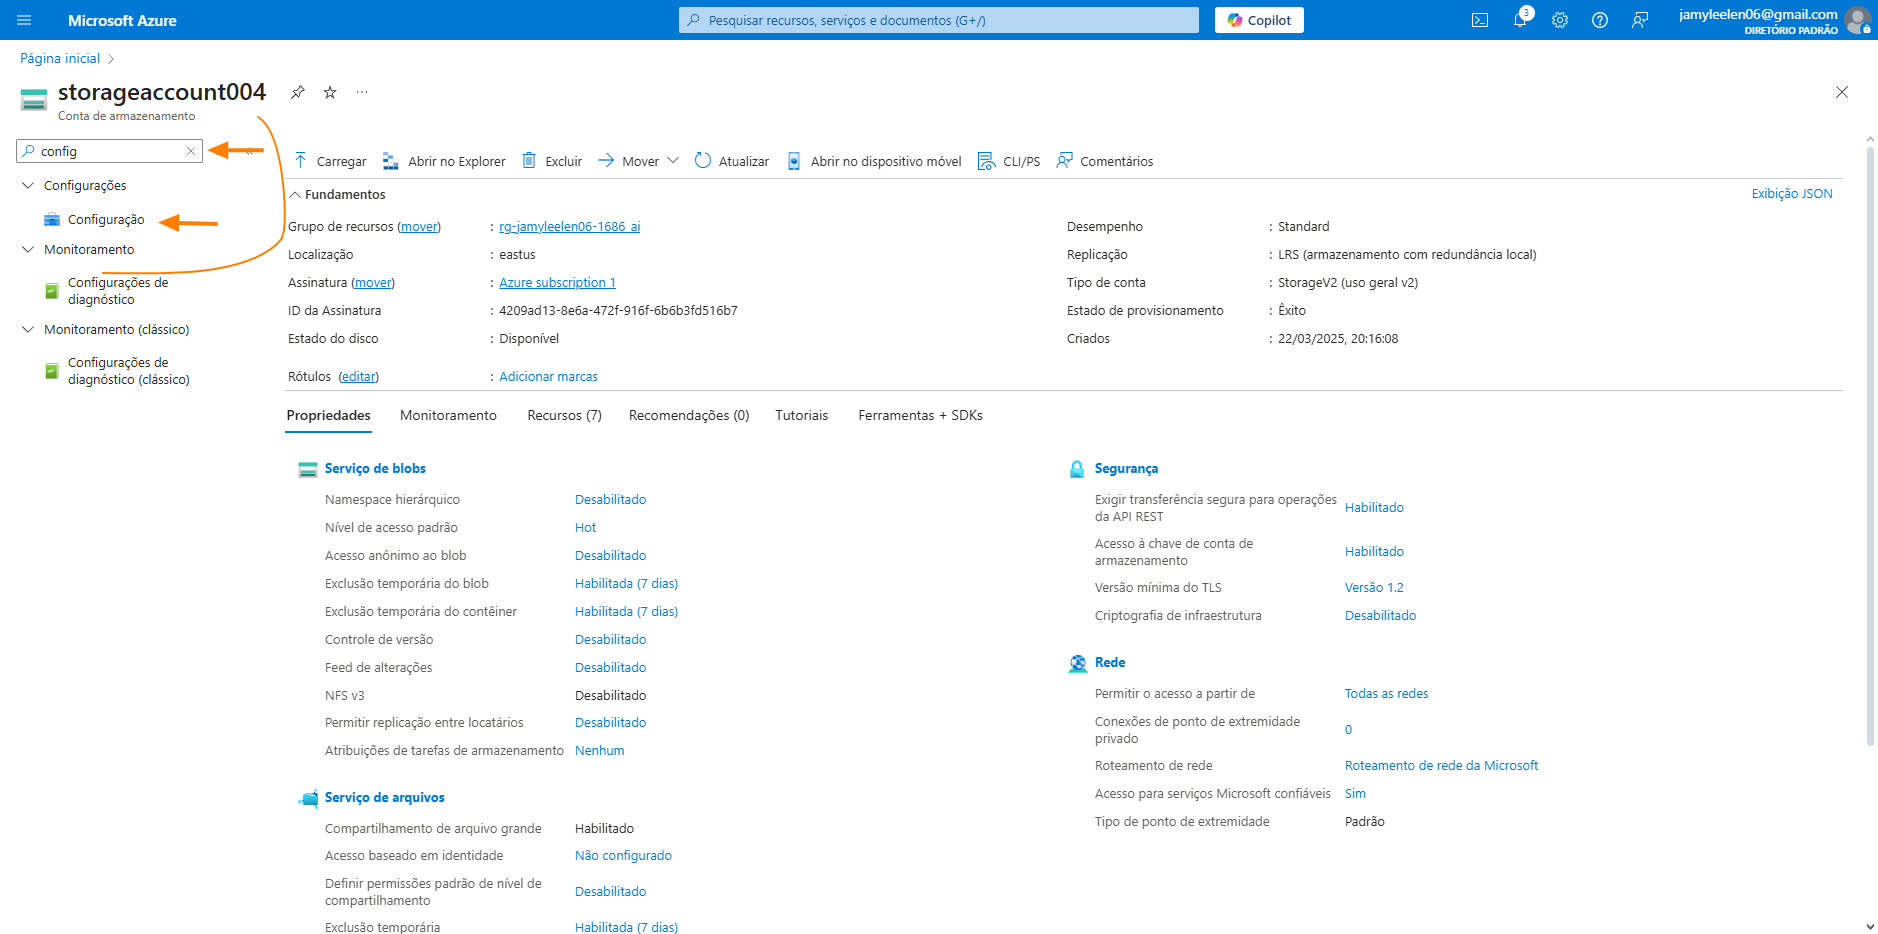 Microsoft Azure
Pesquisar recursos, serviços e documentos (G+/)
Copilot
3
jamyleelen06@gmail.com
DIRETÓRIO PADRÃO
Página inicial
storageaccount004
Conta de armazenamento
config
Configurações
Configuração
Monitoramento
Configurações de
diagnóstico
Monitoramento (clássico)
Configurações de
diagnóstico (clássico)
Carregar Abrir no Explorer Excluir Mover Atualizar Abrir no dispositivo móvel CLI/PS Comentários
Fundamentos
Exibição JSON
Grupo de recursos (mover) : rg-jamyleelen06-1686_ai
Localização : eastus
Assinatura (mover) : Azure subscription 1
ID da Assinatura : 4209ad13-8e6a-472f-916f-6b6b3fd516b7
Estado do disco : Disponível
Rótulos (editar) : Adicionar marcas
Desempenho : Standard
Replicação : LRS (armazenamento com redundância local)
Tipo de conta : StorageV2 (uso geral v2)
Estado de provisionamento : Êxito
Criados : 22/03/2025, 20:16:08
Propriedades Monitoramento Recursos (7) Recomendações (0) Tutoriais Ferramentas + SDKs
Serviço de blobs
Namespace hierárquico Desabilitado
Nível de acesso padrão Hot
Acesso anônimo ao blob Desabilitado
Exclusão temporária do blob Habilitada (7 dias)
Exclusão temporária do contêiner Habilitada (7 dias)
Controle de versão Desabilitado
Feed de alterações Desabilitado
NFS v3 Desabilitado
Permitir replicação entre locatários Desabilitado
Atribuições de tarefas de armazenamento Nenhum
Serviço de arquivos
Compartilhamento de arquivo grande Habilitado
Acesso baseado em identidade Não configurado
Definir permissões padrão de nível de
compartilhamento Desabilitado
Exclusão temporária Habilitada (7 dias)
Segurança
Exigir transferência segura para operações
da API REST Habilitado
Acesso à chave de conta de
armazenamento Habilitado
Versão mínima do TLS Versão 1.2
Criptografia de infraestrutura Desabilitado
Rede
Permitir o acesso a partir de Todas as redes
Conexões de ponto de extremidade
privado 0
Roteamento de rede Roteamento de rede da Microsoft
Acesso para serviços Microsoft confiáveis Sim
Tipo de ponto de extremidade Padrão